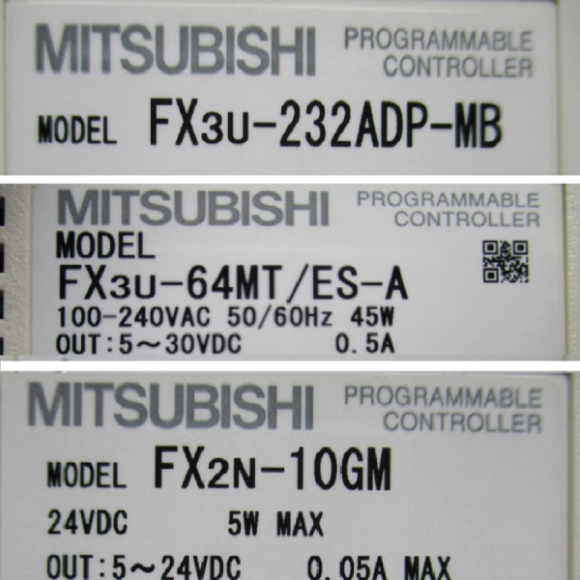 MITSUBISHI PROGRAMMABLE CONTROLLER
MODEL FX3U-232ADP-MB
MITSUBISHI PROGRAMMABLE CONTROLLER
MODEL
FX3U-64MT/ES-A
100-240VAC 50/60Hz 45W
OUT:5~30VDC 0.5A
MITSUBISHI PROGRAMMABLE CONTROLLER
MODEL FX2N-10GM
24VDC 5W MAX
OUT:5~24VDC 0.05A MAX